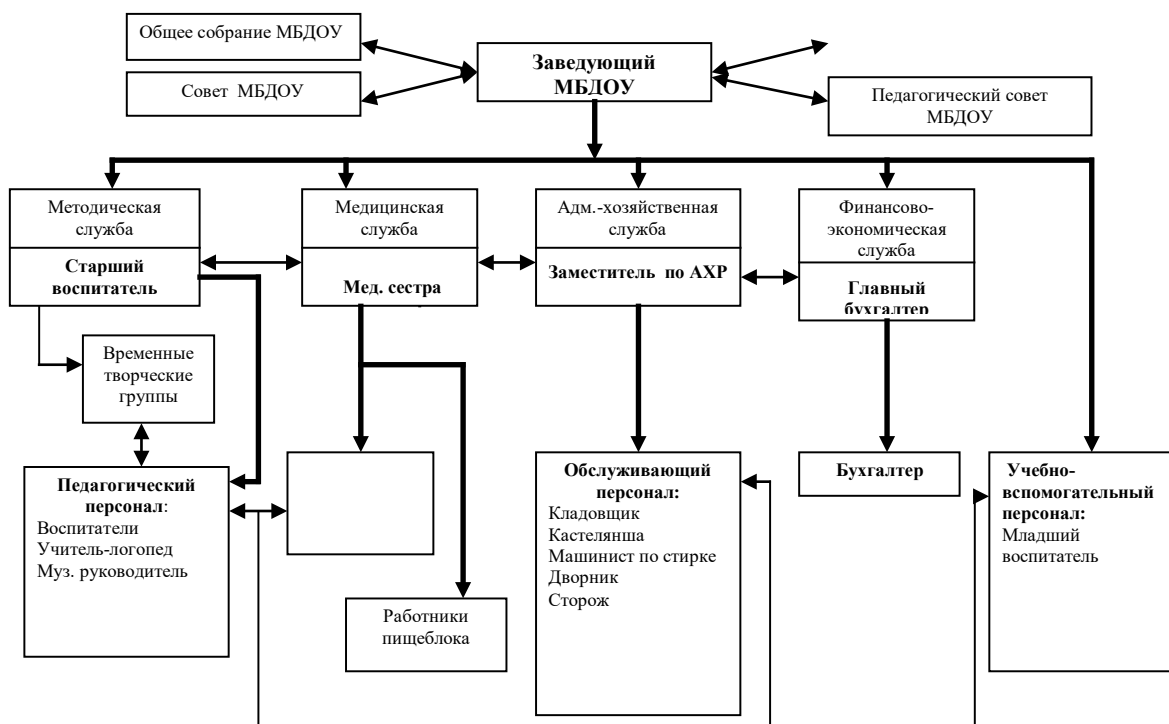 Общее собрание МБДОУ
Совет МБДОУ
Заведующий
МБДОУ
Педагогический совет
МБДОУ
Методическая
служба
Старший
воспитатель
Медицинская
служба
Мед. сестра
Адм.-хозяйственная
служба
Заместитель по АХР
Финансово-
экономическая
служба
Главный
бухгалтер
Временные
творческие
группы
Педагогический
персонал:
Воспитатели
Учитель-логопед
Муз. руководитель
Работники
пищеблока
Обслуживающий
персонал:
Кладовщик
Кастелянша
Машинист по стирке
Дворник
Сторож
Бухгалтер
Учебно-
вспомогательный
персонал:
Младший
воспитатель